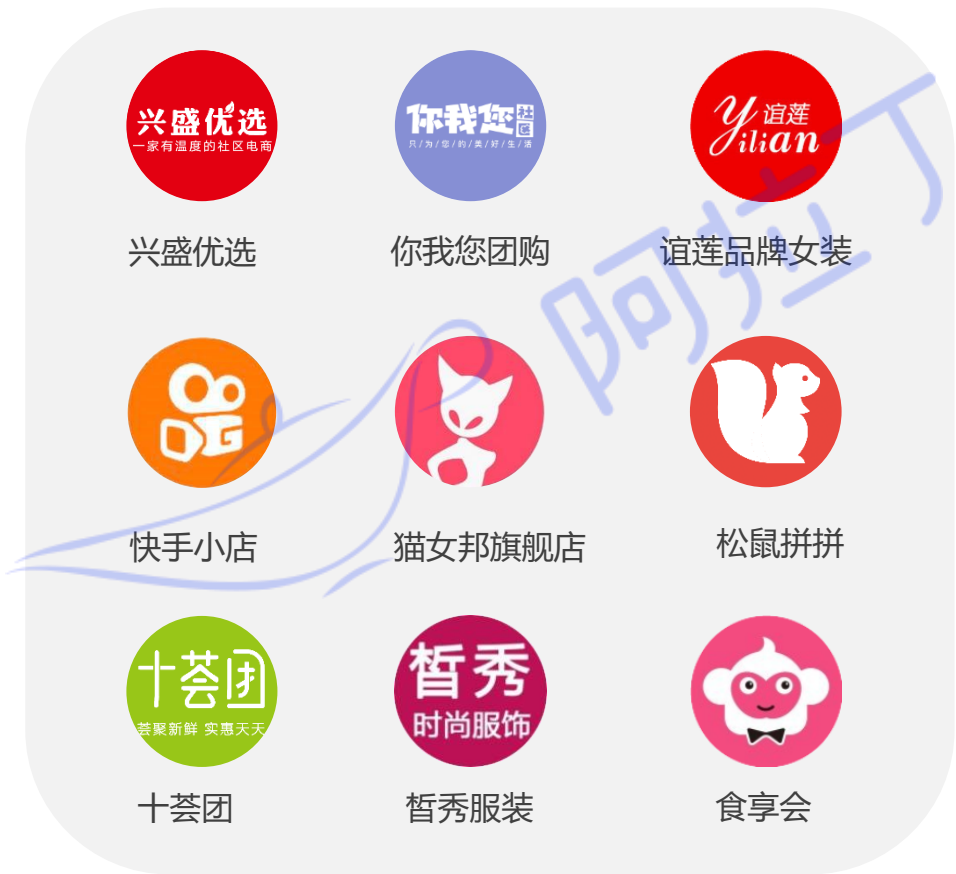 兴盛优选
一家有温度的社区电商
你我您社区
只/为/您/的/美/好/生/活
谊莲
Yilian
兴盛优选
你我您团购
谊莲品牌女装
阿拉丁
快手小店
猫女邦旗舰店
松鼠拼拼
十荟团
荟聚新鲜 实惠天天
皙秀
时尚服饰
十荟团
皙秀服装
食享会